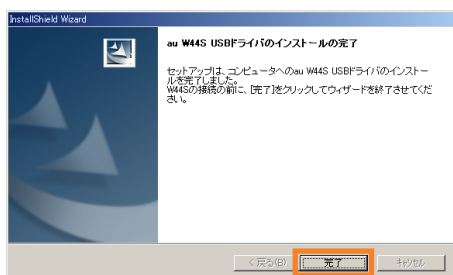 InstallShield Wizard
au W44S USBドライバのインストールの完了
セットアップは、コンピュータへのau W44S USBドライバのインストー
ルを完了しました。
W44Sの接続の前に、[完了]をクリックしてウィザードを終了させてくだ
さい。
< 戻る(B)
完了
キャンセル